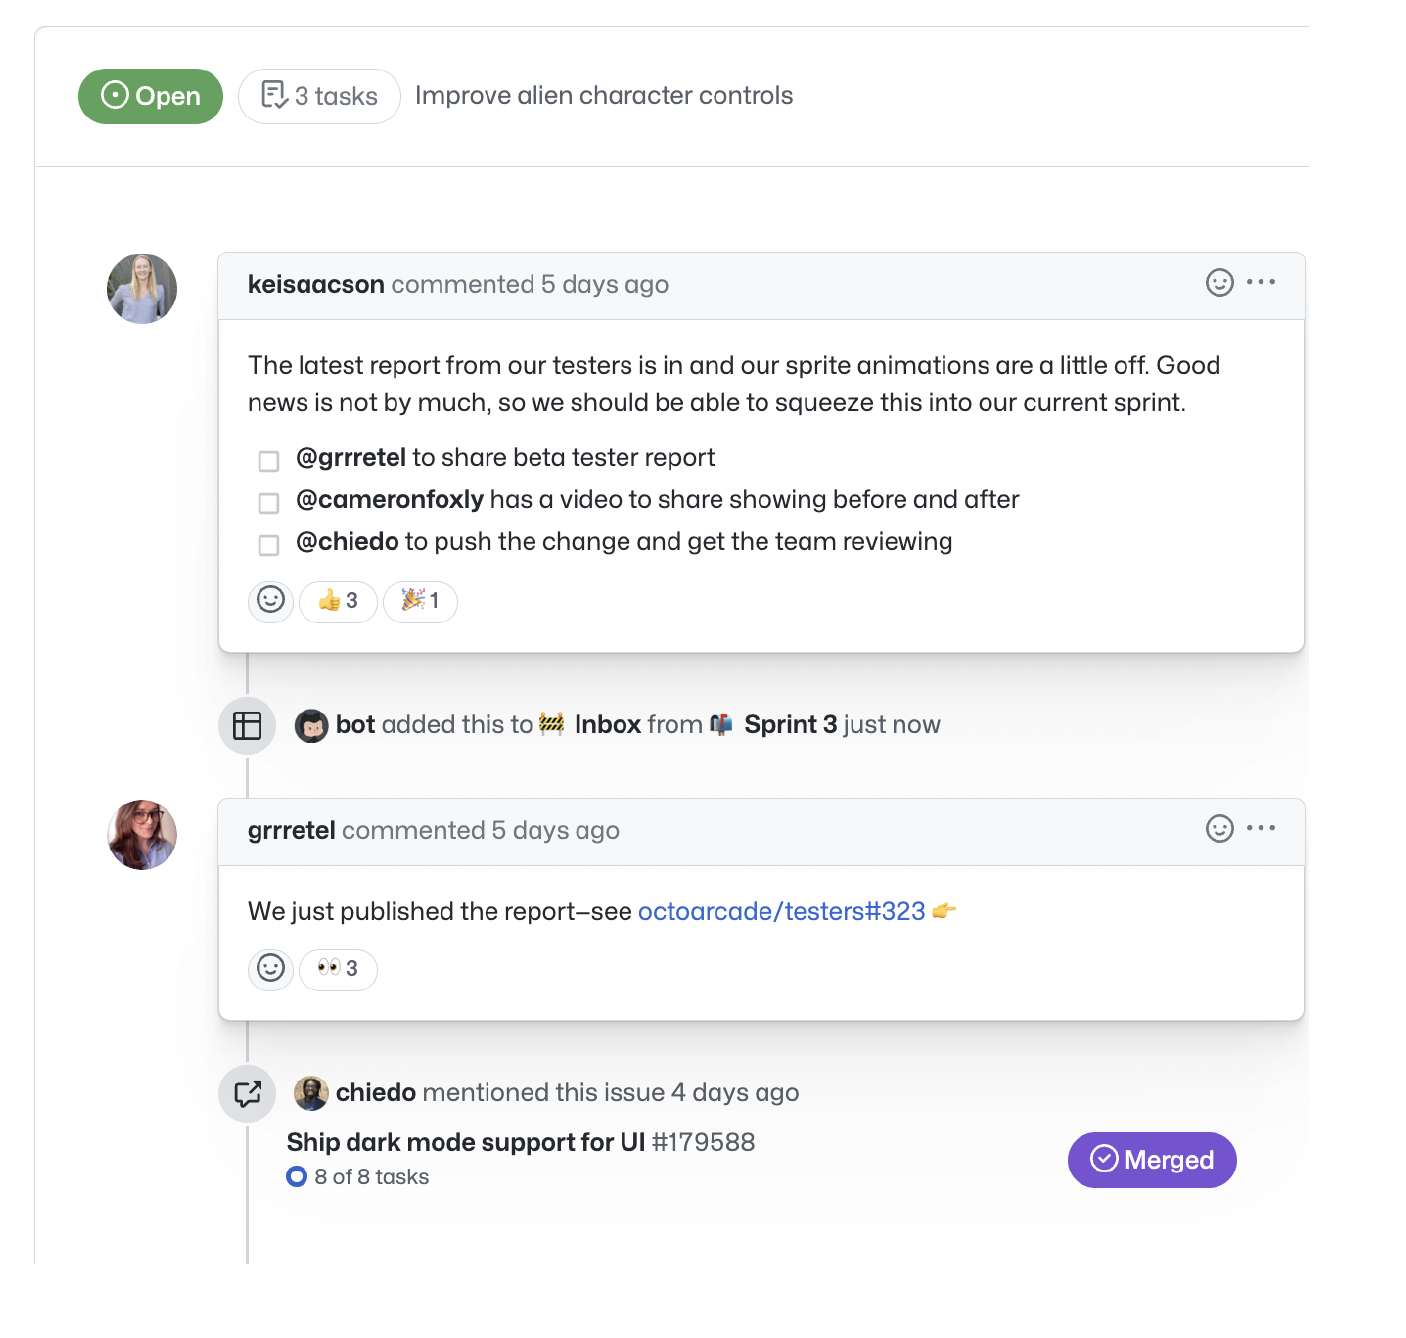 Open 3 tasks Improve alien character controls
keisaacson commented 5 days ago
The latest report from our testers is in and our sprite animations are a little off. Good
news is not by much, so we should be able to squeeze this into our current sprint.
@grrretel to share beta tester report
@cameronfoxly has a video to share showing before and after
@chiedo to push the change and get the team reviewing
👍 3 🎉 1
bot added this to 🚧 Inbox from 📬 Sprint 3 just now
grrretel commented 5 days ago
We just published the report—see octoarcade/testers#323 👉
👀 3
chiedo mentioned this issue 4 days ago
Ship dark mode support for UI #179588
8 of 8 tasks
Merged